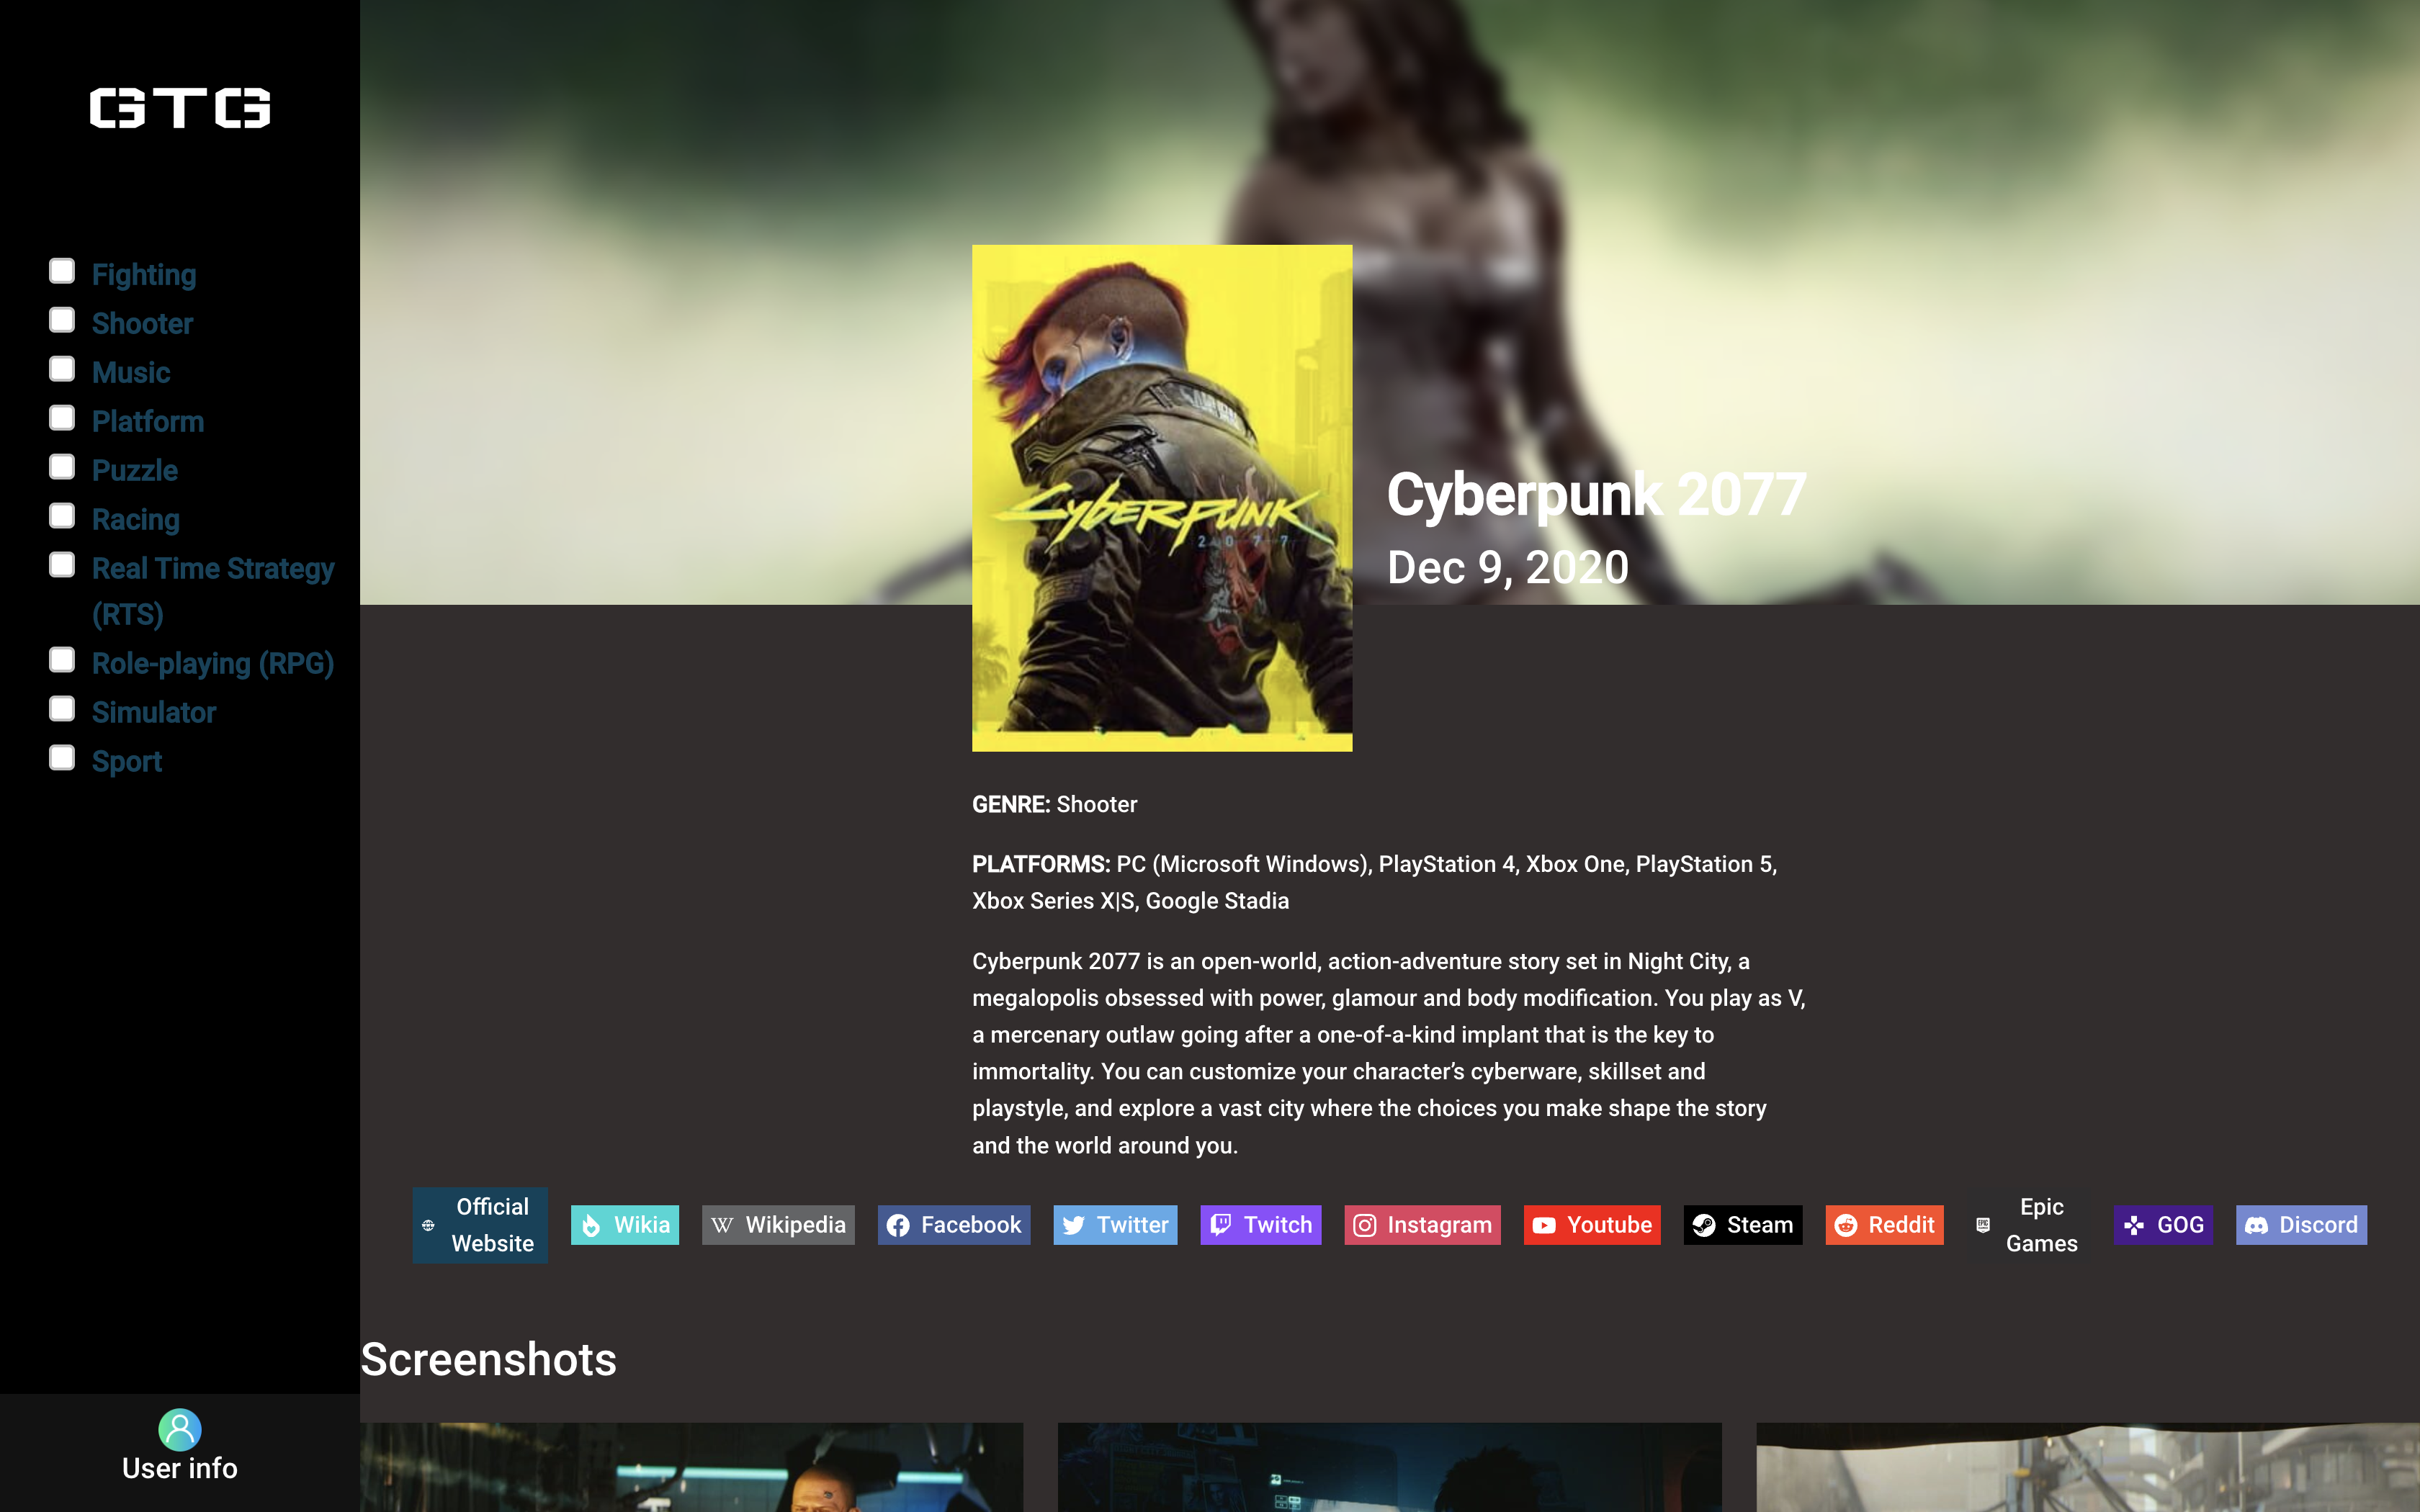 GTG
Fighting
Shooter
Music
Platform
Puzzle
Racing
Real Time Strategy
(RTS)
Role-playing (RPG)
Simulator
Sport
User info
CYBERPUNK
2077
Cyberpunk 2077
Dec 9, 2020
GENRE: Shooter
PLATFORMS: PC (Microsoft Windows), PlayStation 4, Xbox One, PlayStation 5,
Xbox Series X|S, Google Stadia
Cyberpunk 2077 is an open-world, action-adventure story set in Night City, a
megalopolis obsessed with power, glamour and body modification. You play as V,
a mercenary outlaw going after a one-of-a-kind implant that is the key to
immortality. You can customize your character’s cyberware, skillset and
playstyle, and explore a vast city where the choices you make shape the story
and the world around you.
Official
Website
Wikia
W Wikipedia
Facebook
Twitter
Twitch
Instagram
Youtube
Steam
Reddit
Epic
Games
GOG
Discord
Screenshots